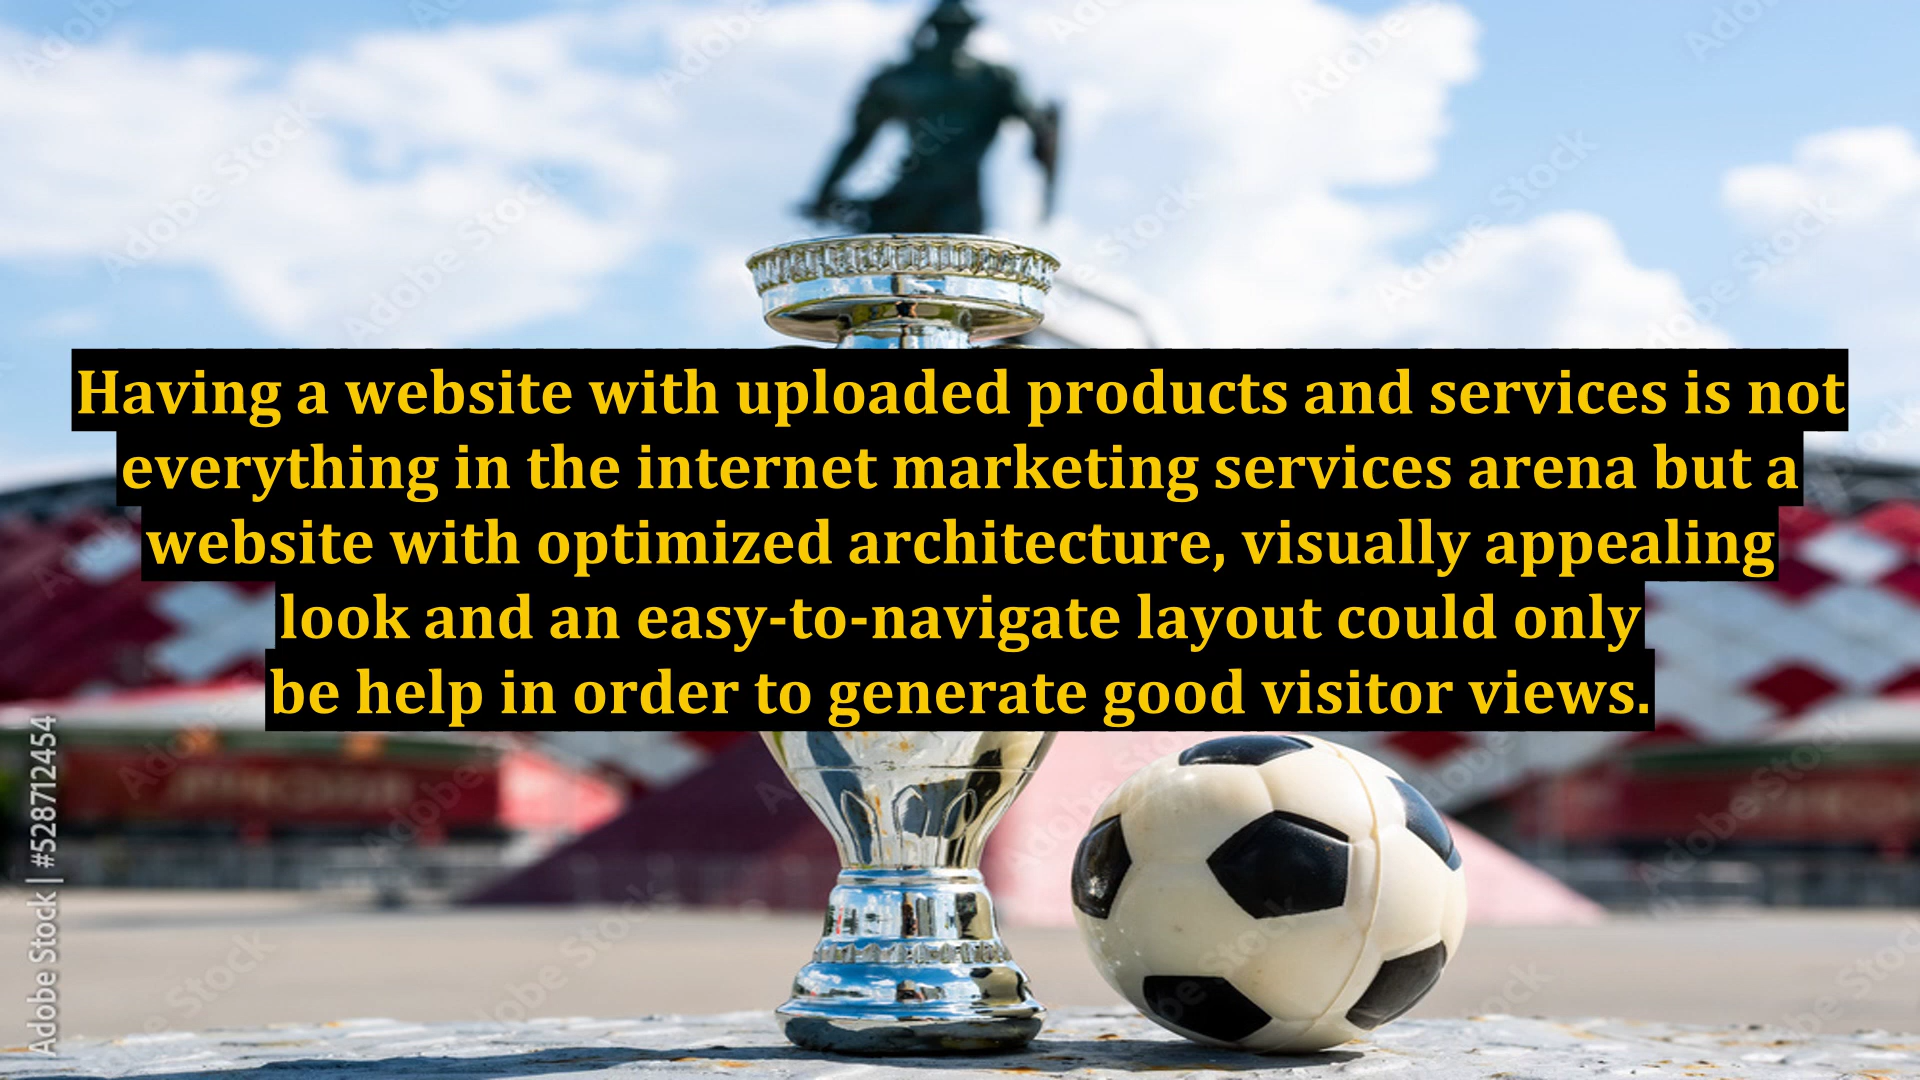 Having a website with uploaded products and services is not
everything in the internet marketing services arena but a
website with optimized architecture, visually appealing
look and an easy-to-navigate layout could only
be help in order to generate good visitor views.
Adobe Stock | #528712454
Adobe Stock